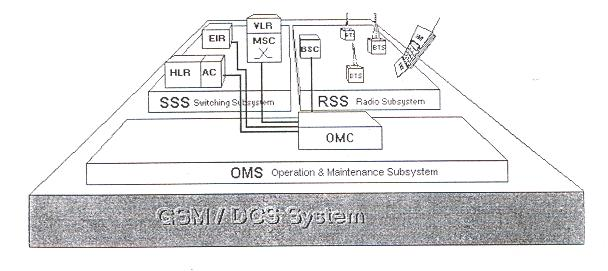 VLR
EIR
MSC
BSC
BTS
BTS
BTS
HLR AC
SSS Switching Subsystem
RSS Radio Subsystem
OMC
OMS Operation & Maintenance Subsystem
GSM / DCS System